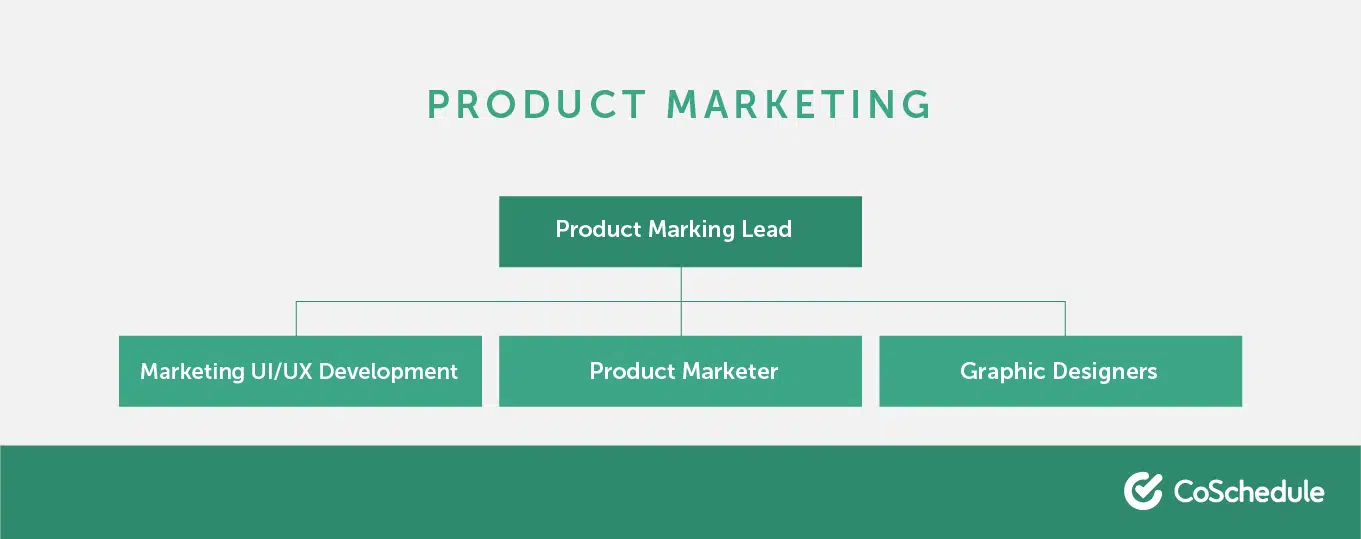 PRODUCT MARKETING
Product Marking Lead
Marketing UI/UX Development
Product Marketer
Graphic Designers
CoSchedule